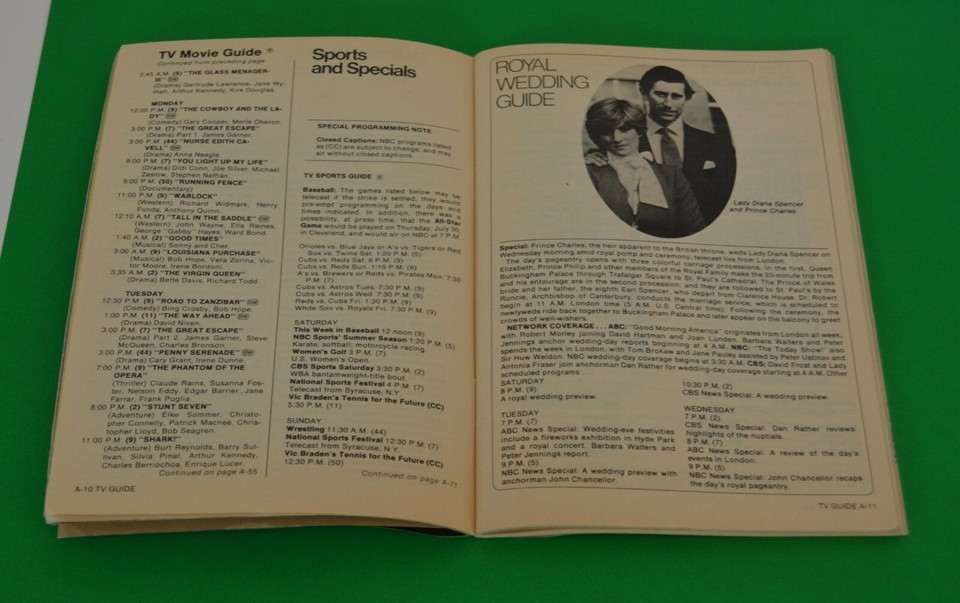 TV Movie Guide ®
Continued from preceding page
2:45 A.M. (9) "THE GLASS MENAGER-
IE" BW
(Drama) Gertrude Lawrence, Jane Wy-
man, Arthur Kennedy, Kirk Douglas.
MONDAY
12:30 P.M. (9) "THE COWBOY AND THE LA-
DY" BW
(Comedy) Gary Cooper, Merle Oberon.
3:00 P.M. (7) "THE GREAT ESCAPE"
(Drama) Part 1. James Garner.
3:00 P.M. (44) "NURSE EDITH CA-
VELL" BW
(Drama) Anna Neagle.
8:00 P.M. (7) "YOU LIGHT UP MY LIFE"
(Drama) Didi Conn, Joe Silver, Michael
Zaslow, Stephen Nathan.
8:00 P.M. (50) "RUNNING FENCE"
(Documentary)
11:00 P.M. (9) "WARLOCK"
(Western) Richard Widmark, Henry
Fonda, Anthony Quinn.
12:10 A.M. (7) "TALL IN THE SADDLE" BW
(Western) John Wayne, Ella Raines,
George "Gabby" Hayes, Ward Bond.
1:40 A.M. (2) "GOOD TIMES"
(Musical) Sonny and Cher.
3:00 A.M. (9) "LOUISIANA PURCHASE"
(Musical) Bob Hope, Vera Zorina, Vic-
tor Moore, Irene Bordoni.
3:35 A.M. (2) "THE VIRGIN QUEEN"
(Drama) Bette Davis, Richard Todd.
TUESDAY
12:30 P.M. (9) "ROAD TO ZANZIBAR" BW
(Comedy) Bing Crosby, Bob Hope.
1:00 P.M. (11) "THE WAY AHEAD" BW
(Drama) David Niven.
3:00 P.M. (7) "THE GREAT ESCAPE"
(Drama) Part 2. James Garner, Steve
McQueen, Charles Bronson.
3:00 P.M. (44) "PENNY SERENADE" BW
(Drama) Cary Grant, Irene Dunne.
7:00 P.M. (9) "THE PHANTOM OF THE
OPERA"
(Thriller) Claude Rains, Susanna Fos-
ter, Nelson Eddy, Edgar Barrier, Jane
Farrar, Frank Puglia.
8:00 P.M. (2) "STUNT SEVEN"
(Adventure) Elke Sommer, Christo-
pher Connelly, Patrick Macnee, Chris-
topher Lloyd, Bob Seagren.
11:00 P.M. (9) "SHARK!"
(Adventure) Burt Reynolds, Barry Sul-
livan, Silvia Pinal, Arthur Kennedy,
Charles Berriochoa, Enrique Lucer.
Continued on page A-55
A-10 TV GUIDE
Sports
and Specials
SPECIAL PROGRAMMING NOTE
Closed Captions: NBC programs listed
as (CC) are subject to change, and may
air without closed captions.
TV SPORTS GUIDE ®
Baseball: The games listed below may be
telecast if the strike is settled; they would
pre-empt programming on the days and
times indicated. In addition, there was a
possibility, at press time, that the All-Star
Game would be played on Thursday, July 30,
in Cleveland, and would air on NBC at 7 P.M.
Orioles vs. Blue Jays or A's vs. Tigers or Red
Sox vs. Twins Sat. 1:20 P.M. (5)
Cubs vs. Reds Sat. 6 P.M. (9)
Cubs vs. Reds Sun. 1:15 P.M. (9)
A's vs. Brewers or Reds vs. Pirates Mon. 7:30
P.M. (7)
Cubs vs. Astros Tues. 7:30 P.M. (9)
Cubs vs. Astros Wed. 7:30 P.M. (9)
Reds vs. Cubs Fri. 1:30 P.M. (9)
White Sox vs. Royals Fri. 7:30 P.M. (9)
SATURDAY
This Week in Baseball 12 noon (9)
NBC Sports' Summer Season 1:20 P.M. (5)
Karate; softball; motorcycle racing.
Women's Golf 3 P.M. (7)
U.S. Women's Open.
CBS Sports Saturday 3:30 P.M. (2)
WBA bantamweight-title bout.
National Sports Festival 4 P.M. (7)
Telecast from Syracuse, N.Y.
Vic Braden's Tennis for the Future (CC)
5:30 P.M. (11)
SUNDAY
Wrestling 11:30 A.M. (44)
National Sports Festival 12:30 P.M. (7)
Telecast from Syracuse, N.Y.
Vic Braden's Tennis for the Future (CC)
12:30 P.M. (50)
Continued on page A-71
ROYAL
WEDDING
GUIDE
Lady Diana Spencer
and Prince Charles
Special: Prince Charles, the heir apparent to the British throne, weds Lady Diana Spencer on
Wednesday morning amid royal pomp and ceremony, telecast live from London.
The day's pageantry opens with three colorful carriage processions. In the first, Queen
Elizabeth, Prince Philip and other members of the Royal Family make the 20-minute trip from
Buckingham Palace through Trafalgar Square to St. Paul's Cathedral. The Prince of Wales
and his entourage are in the second procession; and they are followed to St. Paul's by the
bride and her father, the eighth Earl Spencer, who depart from Clarence House. Dr. Robert
Runcie, Archbishop of Canterbury, conducts the marriage service, which is scheduled to
begin at 11 A.M. London time (5 A.M. U.S. Central time). Following the ceremony, the
newlyweds ride back together to Buckingham Palace and later appear on the balcony to greet
crowds of well-wishers.
NETWORK COVERAGE . . . ABC: "Good Morning America" originates from London all week,
with Robert Morley joining David Hartman and Joan Lunden. Barbara Walters and Peter
Jennings anchor wedding-day reports beginning at 4 A.M. NBC: "The Today Show" also
spends the week in London, with Tom Brokaw and Jane Pauley assisted by Peter Ustinov and
Sir Huw Weldon. NBC wedding-day coverage begins at 3:30 A.M. CBS: David Frost and Lady
Antonia Fraser join anchorman Dan Rather for wedding-day coverage starting at 4 A.M. Other
scheduled programs . . .
SATURDAY
8 P.M. (9)
A royal wedding preview.
TUESDAY
7 P.M. (7)
ABC News Special: Wedding-eve festivities
include a fireworks exhibition in Hyde Park
and a royal concert. Barbara Walters and
Peter Jennings report.
9 P.M. (5)
NBC News Special: A wedding preview with
anchorman John Chancellor.
10:30 P.M. (2)
CBS News Special: A wedding preview.
WEDNESDAY
7 P.M. (2)
CBS News Special: Dan Rather reviews
highlights of the nuptials.
8 P.M. (7)
ABC News Special: A review of the day's
events in London.
9 P.M. (5)
NBC News Special: John Chancellor recaps
the day's royal pageantry.
TV GUIDE A-11